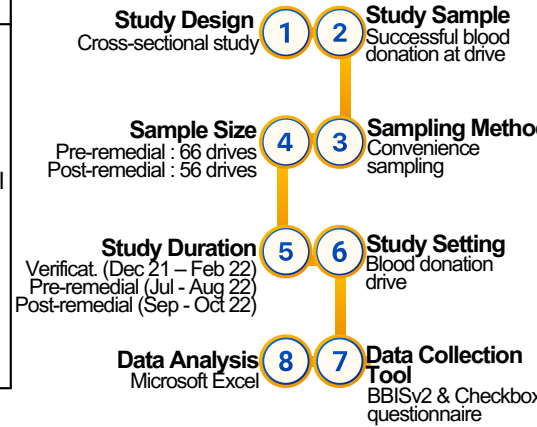 Study Design
Cross-sectional study
1
2
Study Sample
Successful blood
donation at drive
Sample Size
Pre-remedial : 66 drives
Post-remedial : 56 drives
4
3
Sampling Metho
Convenience
sampling
l
Study Duration
Verificat. (Dec 21 – Feb 22)
Pre-remedial (Jul - Aug 22)
Post-remedial (Sep - Oct 22)
5
6
Study Setting
Blood donation
drive
Data Analysis
Microsoft Excel
8
7
Data Collection
Tool
BBISv2 & Checkbox
questionnaire